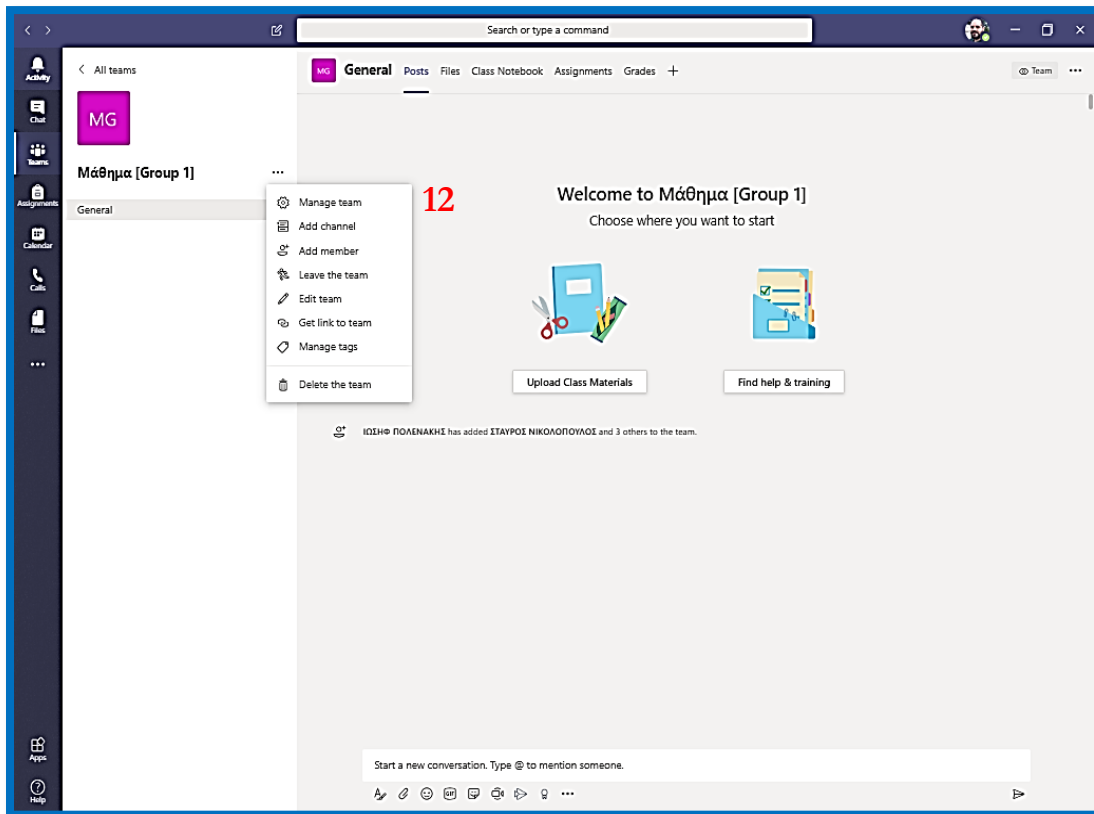 Search or type a command
Activity
Chat
Teams
Assignments
Calendar
Calls
Files
Apps
Help
All teams
MG
Μάθημα [Group 1]
General
Manage team
Add channel
Add member
Leave the team
Edit team
Get link to team
Manage tags
Delete the team
12
MG General Posts Files Class Notebook Assignments Grades
Team
Welcome to Μάθημα [Group 1]
Choose where you want to start
Upload Class Materials
Find help & training
ΙΩΣΗΦ ΠΟΛΕΝΑΚΗΣ has added ΣΤΑΥΡΟΣ ΝΙΚΟΛΟΠΟΥΛΟΣ and 3 others to the team.
Start a new conversation. Type @ to mention someone.
GIF